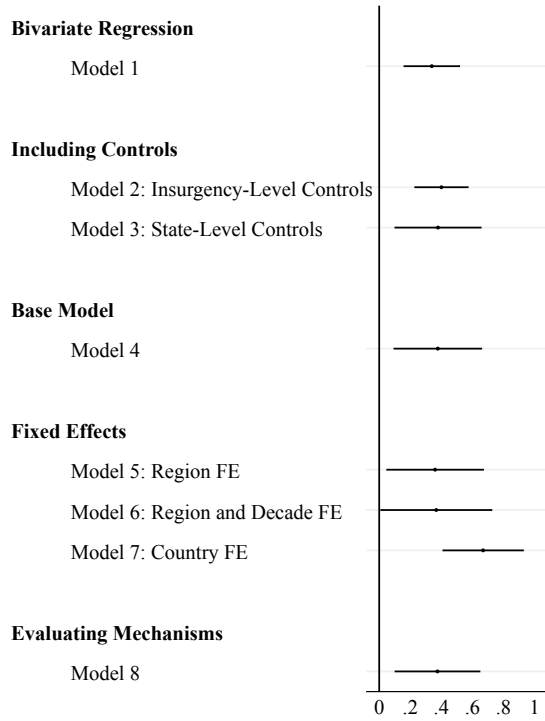 Bivariate Regression
Model 1
Including Controls
Model 2: Insurgency-Level Controls
Model 3: State-Level Controls
Base Model
Model 4
Fixed Effects
Model 5: Region FE
Model 6: Region and Decade FE
Model 7: Country FE
Evaluating Mechanisms
Model 8
0 .2 .4 .6 .8 1